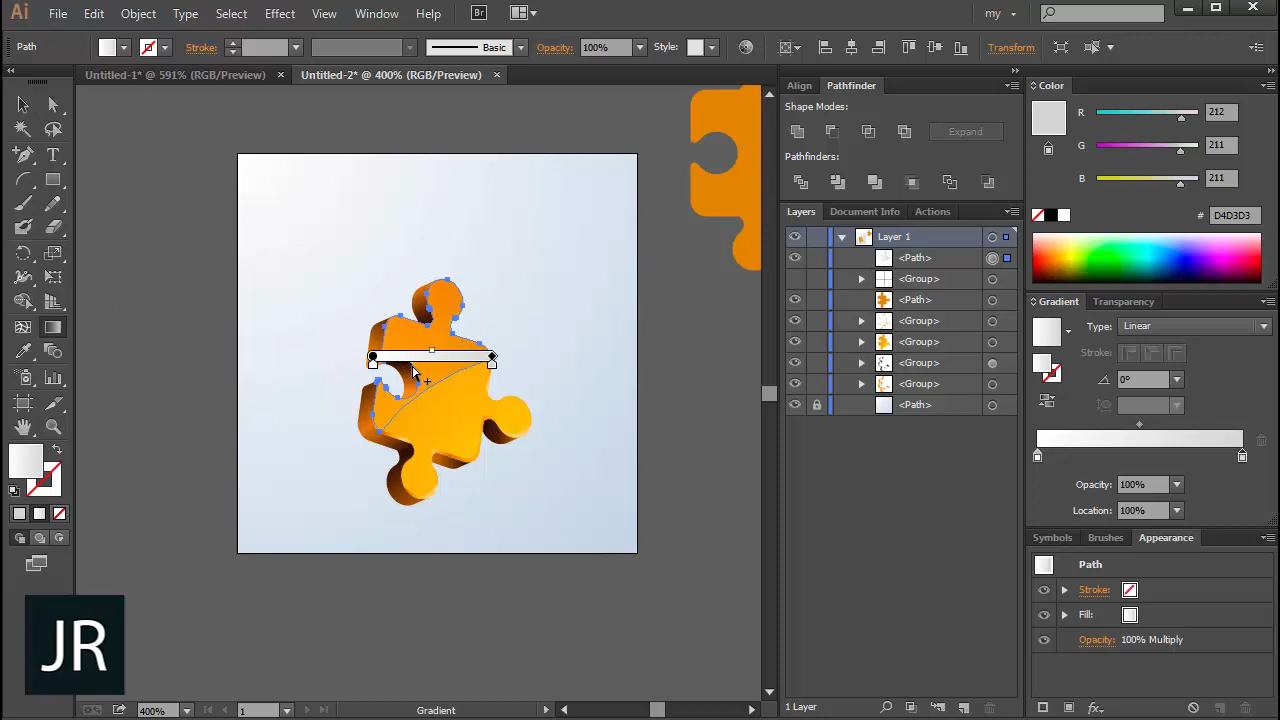 Ai File Edit Object Type Select Effect View Window Help Br my
Path Stroke: Basic Opacity: 100% Style: Transform
Untitled-1* @ 591% (RGB/Preview) × Untitled-2* @ 400% (RGB/Preview) ×
Align Pathfinder
Shape Modes:
Expand
Pathfinders:
Layers Document Info Actions
Layer 1
<Path>
<Group>
<Path>
<Group>
<Group>
<Group>
<Group>
<Path>
1 Layer
Color
R 212
G 211
B 211
# D4D3D3
Gradient Transparency
Type: Linear
Stroke:
0°
Opacity: 100%
Location: 100%
Symbols Brushes Appearance
Path
Stroke:
Fill:
Opacity: 100% Multiply
JR
400% 1 Gradient